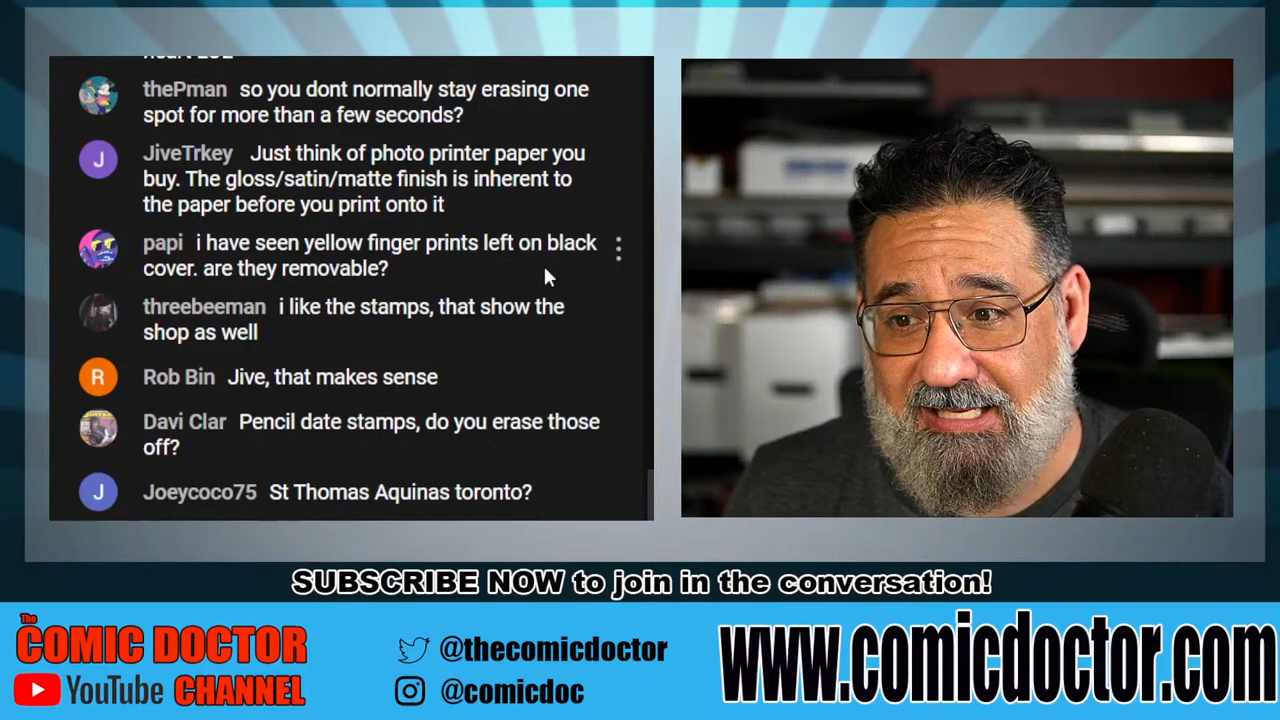 thePman so you dont normally stay erasing one
spot for more than a few seconds?
J
JiveTrkey Just think of photo printer paper you
buy. The gloss/satin/matte finish is inherent to
the paper before you print onto it
papi i have seen yellow finger prints left on black
cover. are they removable?
threebeeman i like the stamps, that show the
shop as well
R
Rob Bin Jive, that makes sense
Davi Clar Pencil date stamps, do you erase those
off?
J
Joeycoco75 St Thomas Aquinas toronto?
SUBSCRIBE NOW to join in the conversation!
The
COMIC DOCTOR
YouTube CHANNEL
@thecomicdoctor
@comicdoc
www.comicdoctor.com